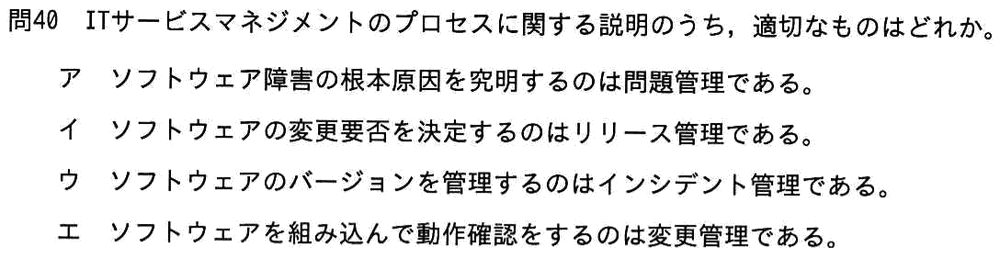 問40 ITサービスマネジメントのプロセスに関する説明のうち，適切なものはどれか。
ア ソフトウェア障害の根本原因を究明するのは問題管理である。
イ ソフトウェアの変更要否を決定するのはリリース管理である。
ウ ソフトウェアのバージョンを管理するのはインシデント管理である。
エ ソフトウェアを組み込んで動作確認をするのは変更管理である。